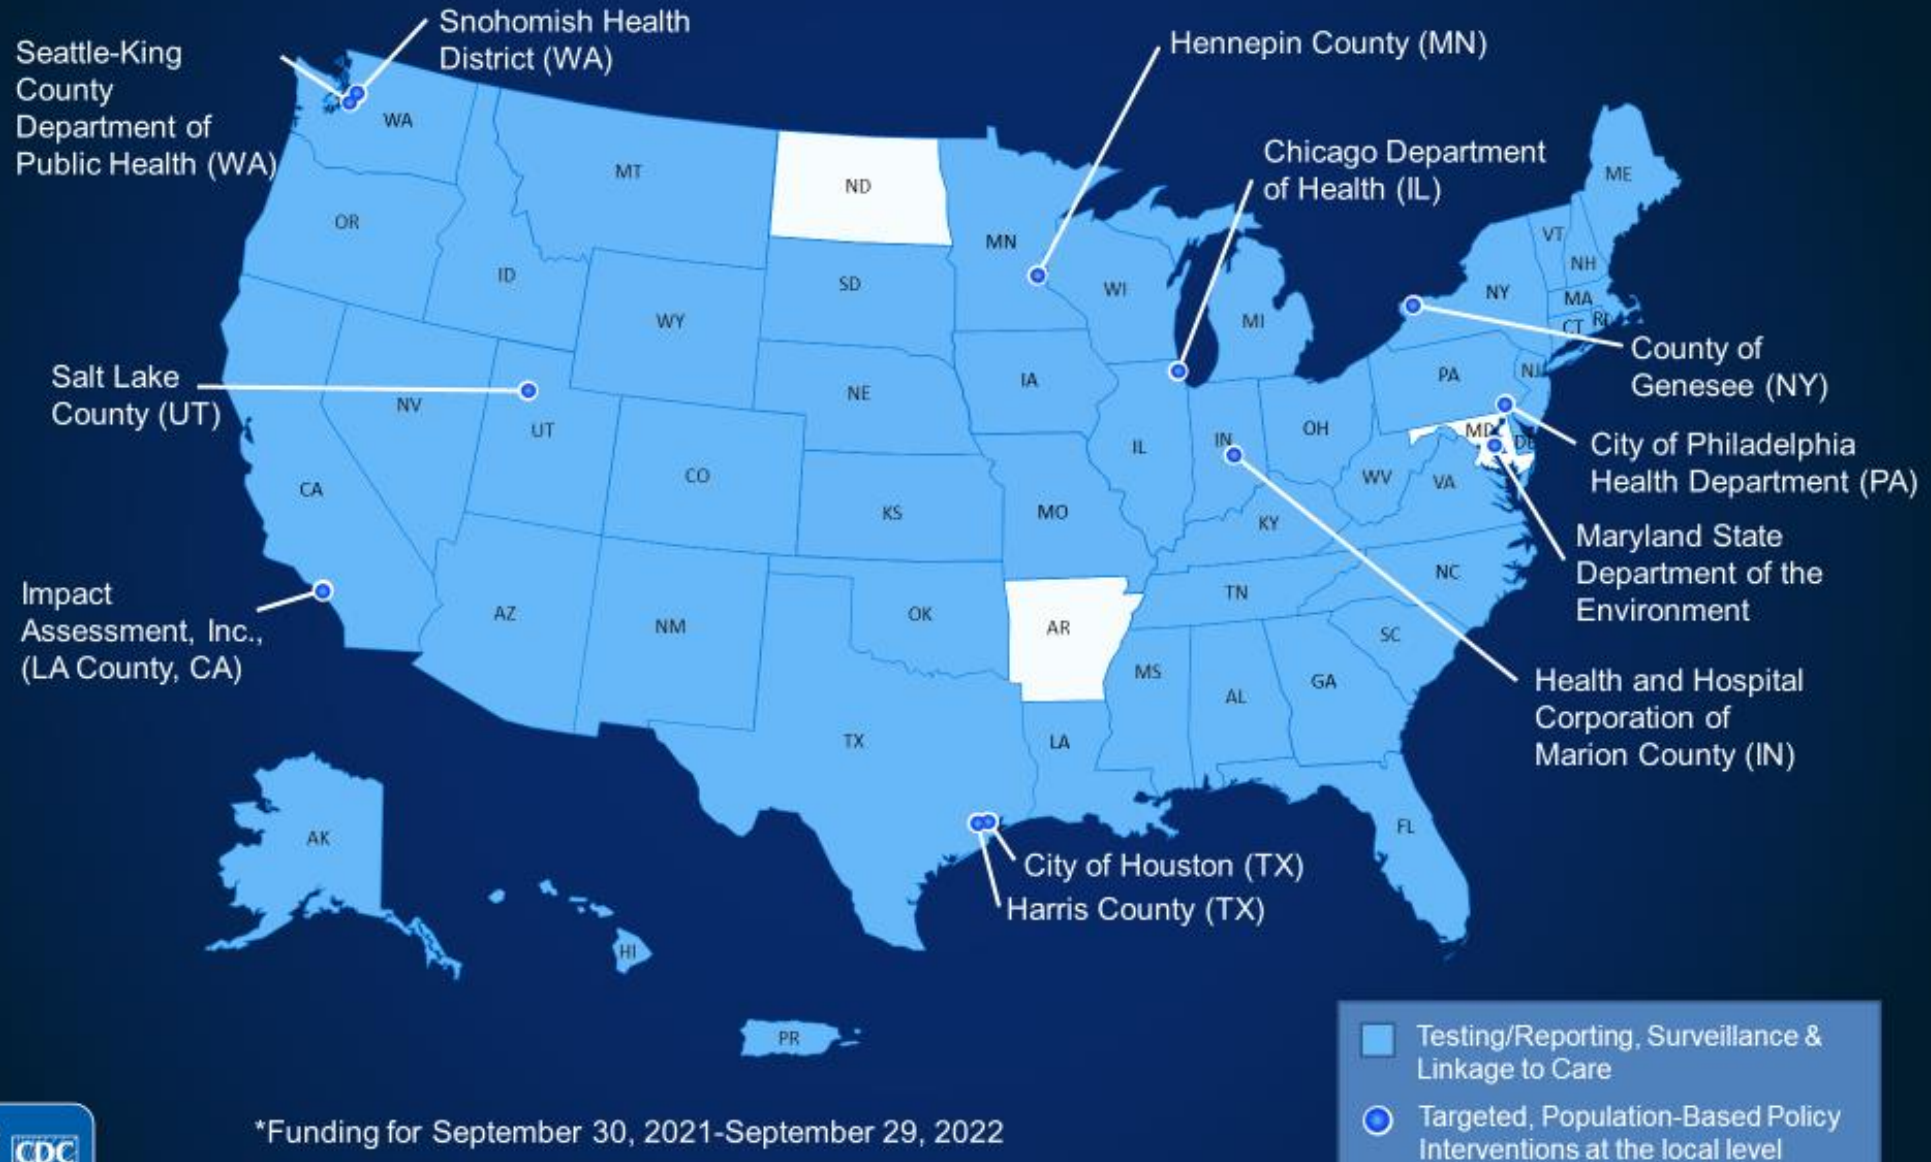 Snohomish Health
District (WA)
Seattle-King
County
Department of
Public Health (WA)
Hennepin County (MN)
Chicago Department
of Health (IL)
WA
MT
ND
ME
OR
ID
MN
VT
NH
SD
WI
NY
MA
WY
MI
CT
RI
County of
Genesee (NY)
Salt Lake
County (UT)
NV
UT
NE
IA
PA
NJ
IL
IN
OH
MD
DE
City of Philadelphia
Health Department (PA)
CA
CO
KS
MO
WV
VA
KY
Maryland State
Department of the
Environment
Impact
Assessment, Inc.,
(LA County, CA)
AZ
NM
OK
AR
TN
NC
SC
MS
AL
GA
Health and Hospital
Corporation of
Marion County (IN)
TX
LA
FL
AK
City of Houston (TX)
Harris County (TX)
HI
PR
Testing/Reporting, Surveillance &
Linkage to Care
Targeted, Population-Based Policy
Interventions at the local level
*Funding for September 30, 2021-September 29, 2022
CDC